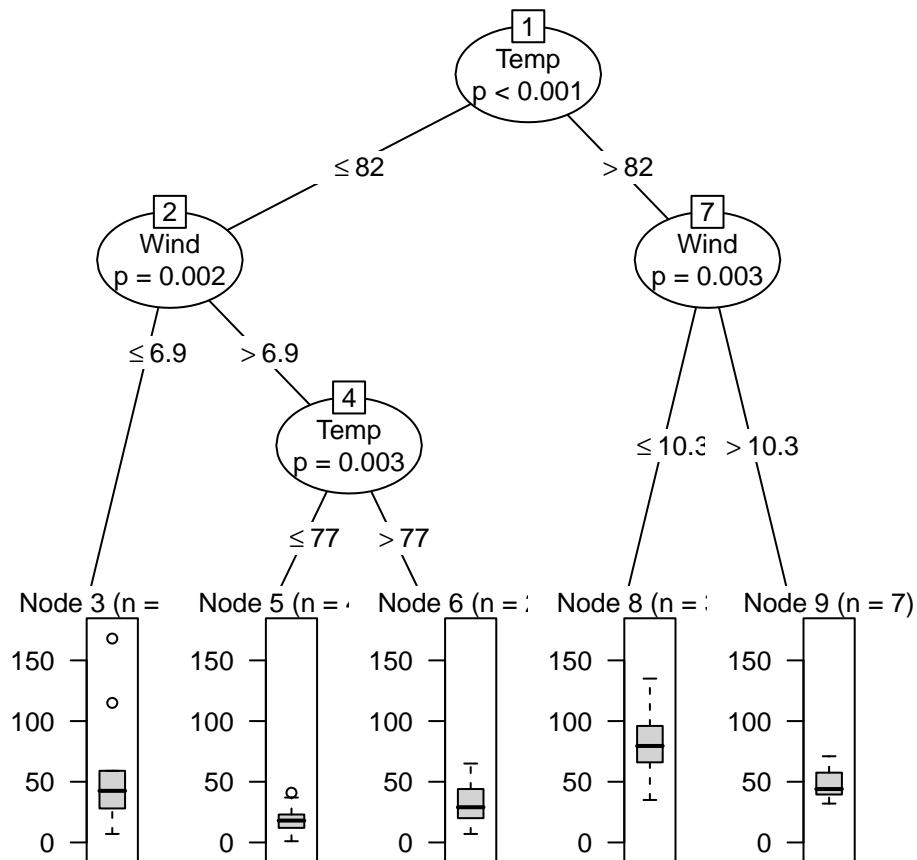 1
Temp
p < 0.001
≤ 82
> 82
2
Wind
p = 0.002
7
Wind
p = 0.003
≤ 6.9
> 6.9
4
Temp
p = 0.003
≤ 10.3
> 10.3
≤ 77
> 77
Node 3 (n =
Node 5 (n =
Node 6 (n =
Node 8 (n =
Node 9 (n = 7)
150
100
50
0
150
100
50
0
150
100
50
0
150
100
50
0
150
100
50
0